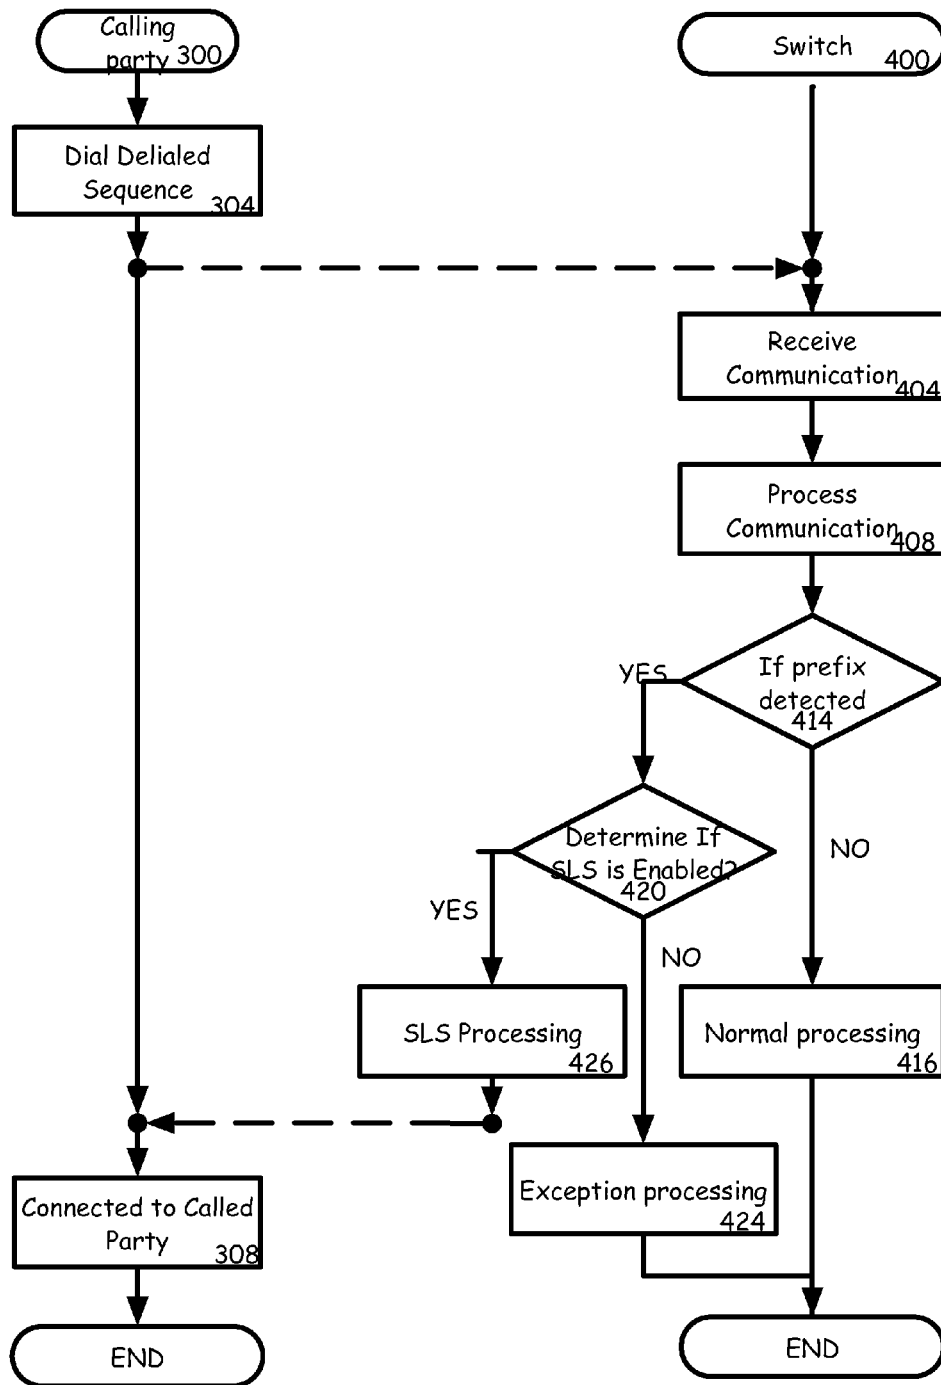 Calling
party 300
Switch
400
Dial Delialed
Sequence
304
Receive
Communication
404
Process
Communication
408
If prefix
detected
414
YES
NO
Determine If
SLS is Enabled?
420
YES
NO
SLS Processing
426
Normal processing
416
Exception processing
424
Connected to Called
Party
308
END
END